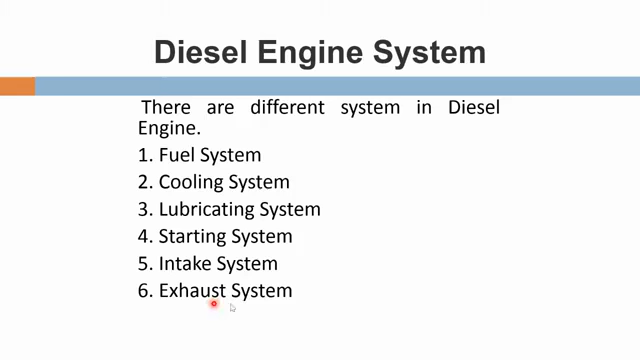 Diesel Engine System
There are different system in Diesel
Engine.
1. Fuel System
2. Cooling System
3. Lubricating System
4. Starting System
5. Intake System
6. Exhaust System